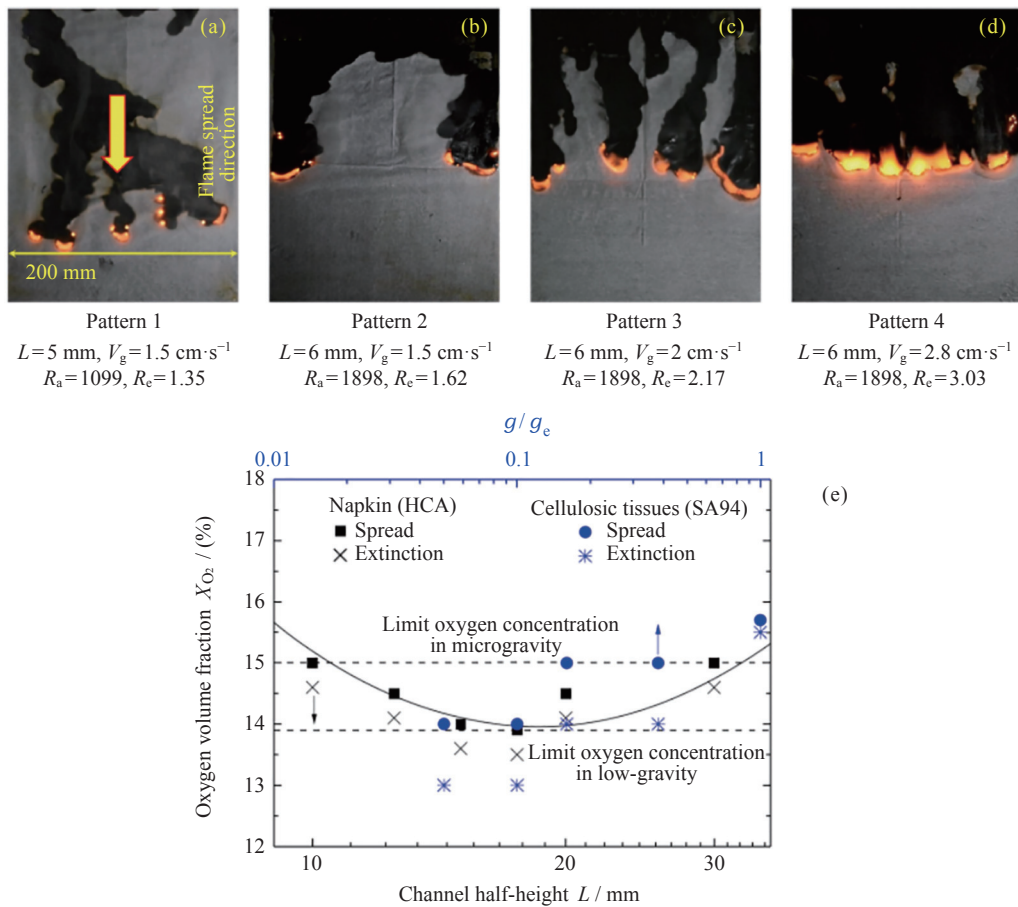 (a)
Flame spread
direction
200 mm
(b)
(c)
(d)
Pattern 1
L=5 mm, Vg=1.5 cm·s⁻¹
Ra=1099, Re=1.35
Pattern 2
L=6 mm, Vg=1.5 cm·s⁻¹
Ra=1898, Re=1.62
Pattern 3
L=6 mm, Vg=2 cm·s⁻¹
Ra=1898, Re=2.17
Pattern 4
L=6 mm, Vg=2.8 cm·s⁻¹
Ra=1898, Re=3.03
g/ge
0.01 0.1 1
(e)
18
17
16
15
14
13
12
Oxygen volume fraction XO₂ / (%)
Napkin (HCA)
Spread
Extinction
Cellulosic tissues (SA94)
Spread
Extinction
Limit oxygen concentration
in microgravity
Limit oxygen concentration
in low-gravity
10 20 30
Channel half-height L / mm